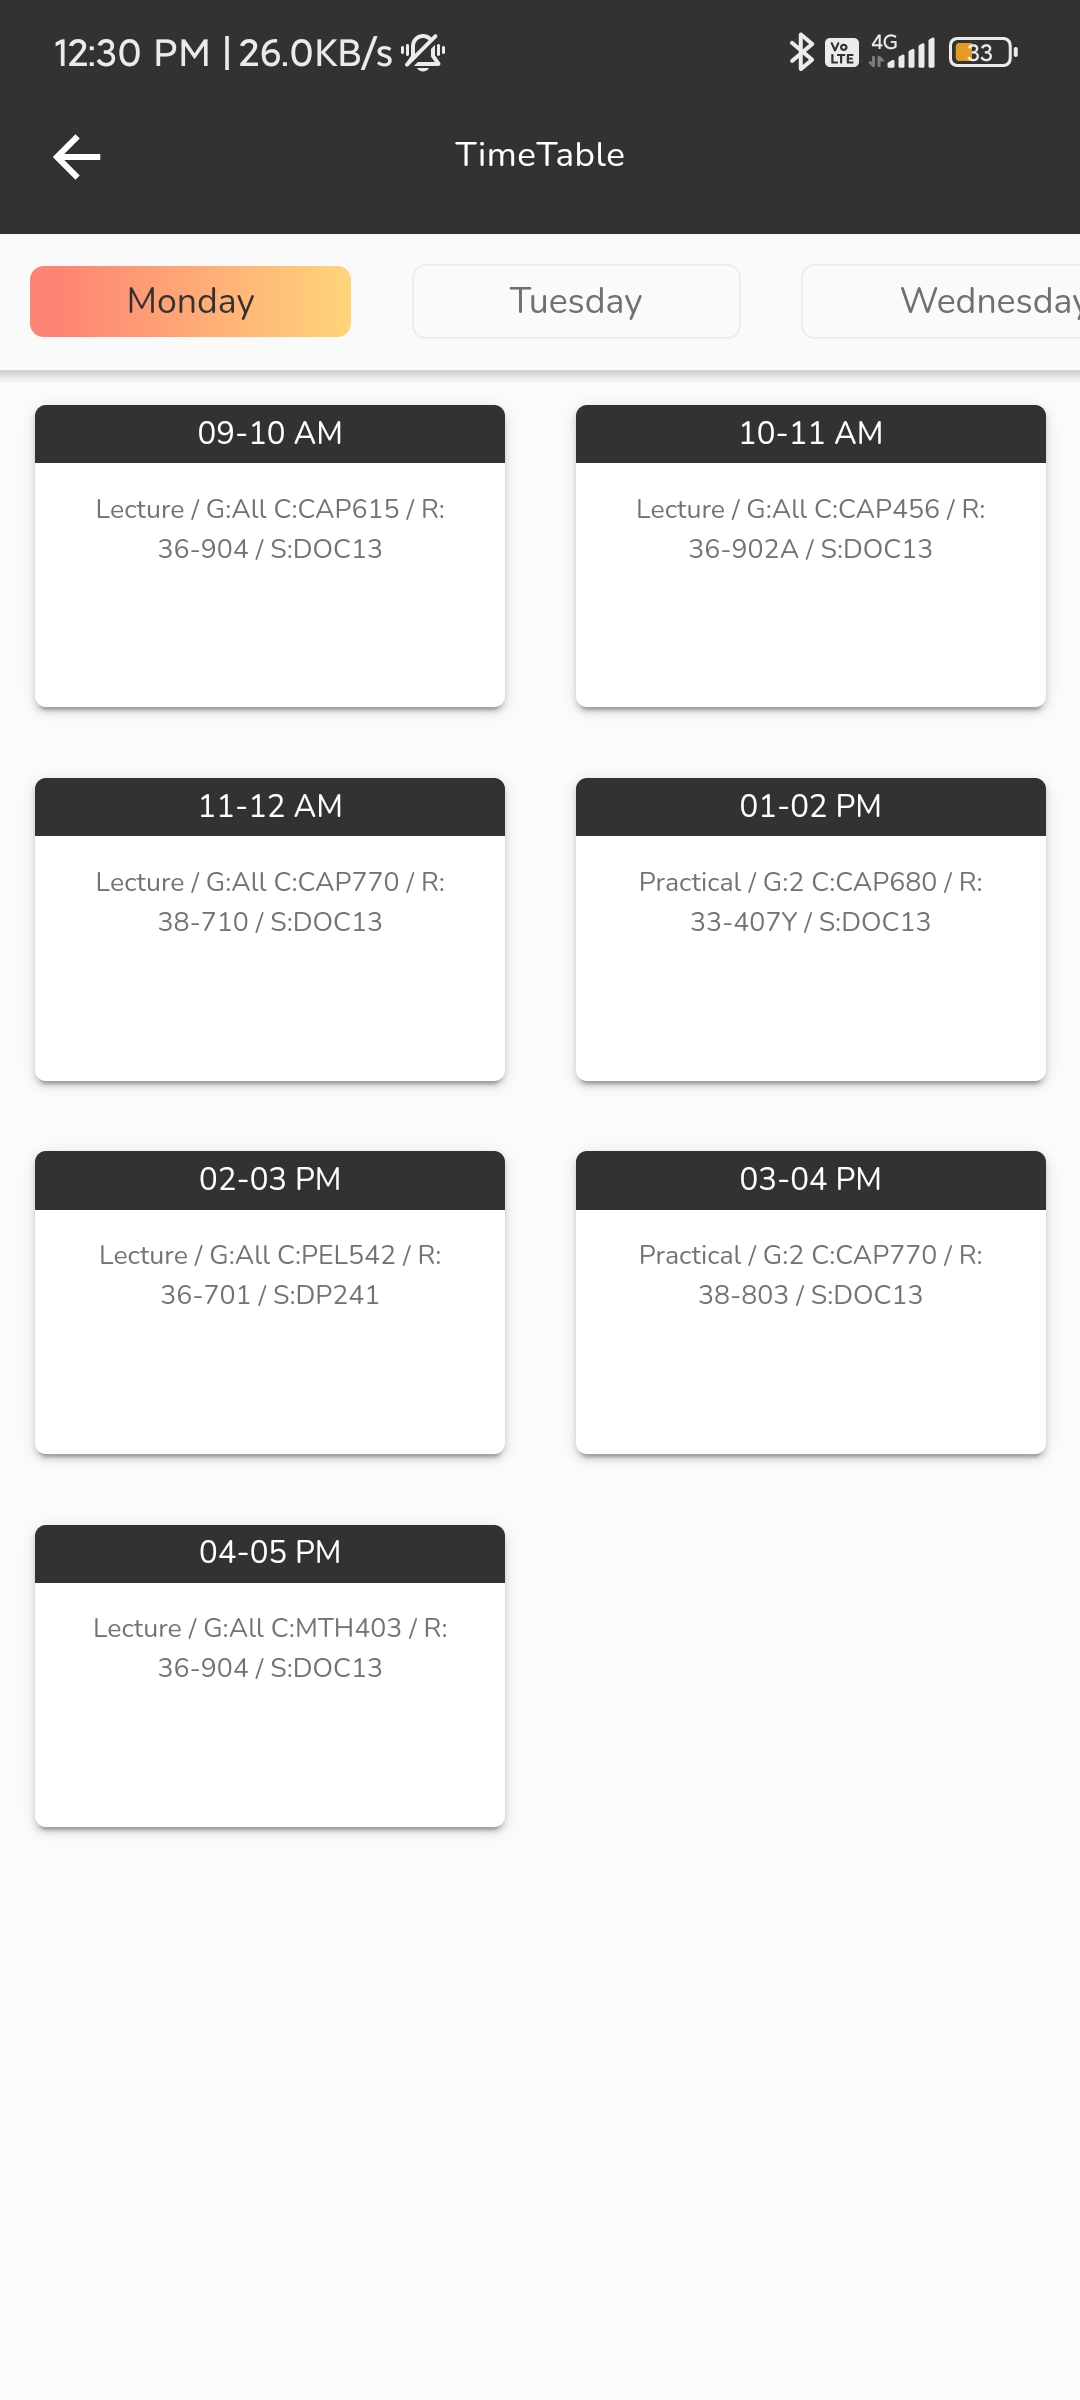 12:30 PM | 26.0KB/s
Vo LTE 4G 33
TimeTable
Monday Tuesday Wednesday
09-10 AM
Lecture / G:All C:CAP615 / R:
36-904 / S:DOC13
10-11 AM
Lecture / G:All C:CAP456 / R:
36-902A / S:DOC13
11-12 AM
Lecture / G:All C:CAP770 / R:
38-710 / S:DOC13
01-02 PM
Practical / G:2 C:CAP680 / R:
33-407Y / S:DOC13
02-03 PM
Lecture / G:All C:PEL542 / R:
36-701 / S:DP241
03-04 PM
Practical / G:2 C:CAP770 / R:
38-803 / S:DOC13
04-05 PM
Lecture / G:All C:MTH403 / R:
36-904 / S:DOC13